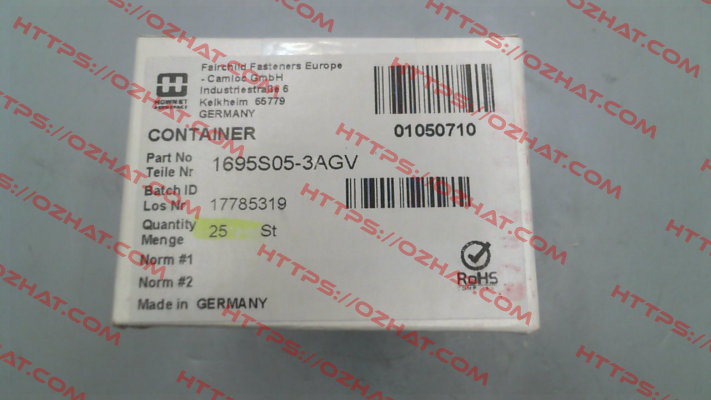 HOWMET
Fairchild Fasteners Europe
- Camloc GmbH
Industriestraße 6
Kelkheim 65779
GERMANY
CONTAINER
01050710
Part No
Teile Nr
1695S05-3AGV
Batch ID
Los Nr
17785319
Quantity
Menge
25 St
Norm #1
Norm #2
RoHS
Made in GERMANY
HTTPS://OZHAT.COM